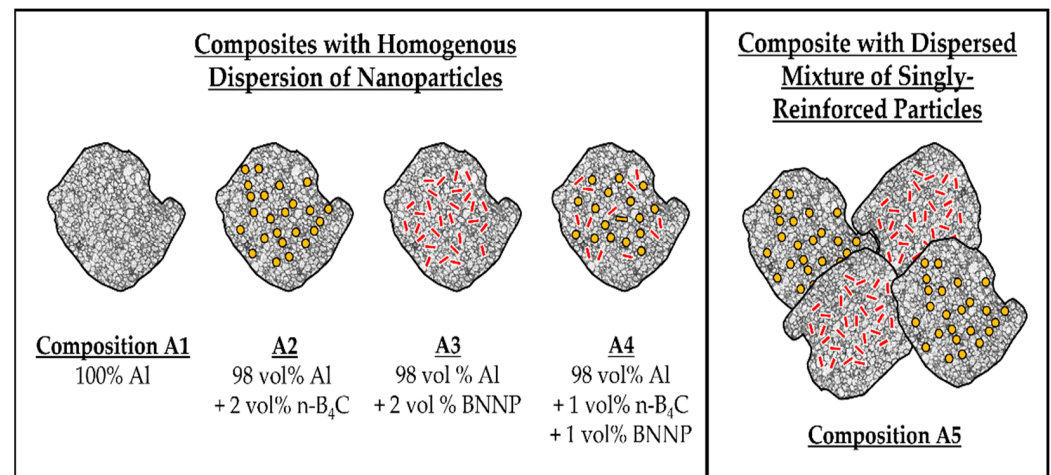 Composites with Homogenous
Dispersion of Nanoparticles
Composition A1
100% Al
A2
98 vol% Al
+ 2 vol% n-B₄C
A3
98 vol % Al
+ 2 vol % BNNP
A4
98 vol% Al
+ 1 vol% n-B₄C
+ 1 vol% BNNP
Composite with Dispersed
Mixture of Singly-
Reinforced Particles
Composition A5